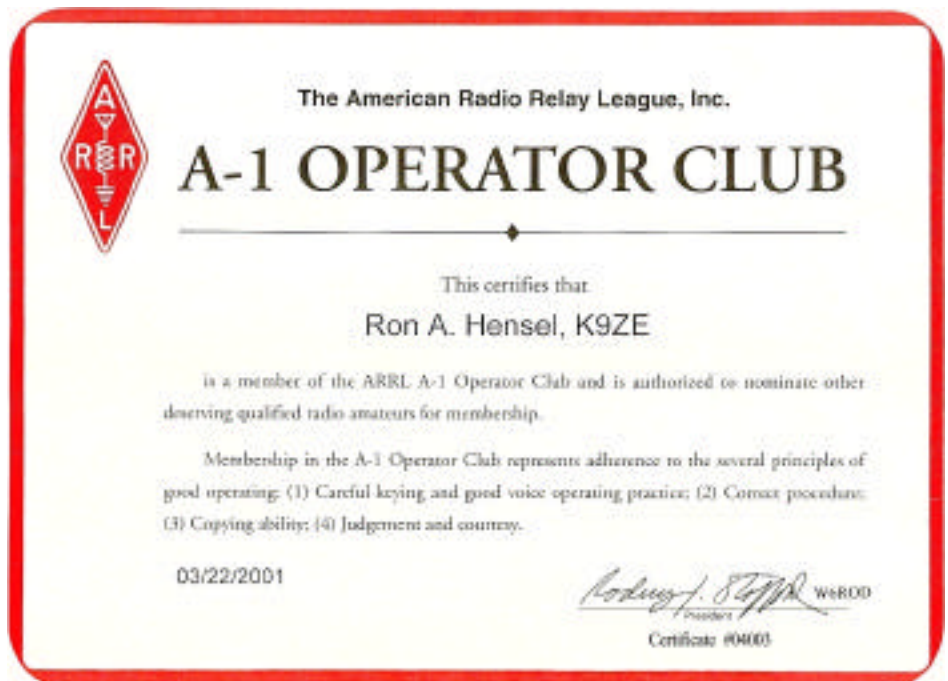 A
R R
L
The American Radio Relay League, Inc.
A-1 OPERATOR CLUB
This certifies that
Ron A. Hensel, K9ZE
is a member of the ARRL A-1 Operator Club and is authorized to nominate other
deserving qualified radio amateurs for membership.
Membership in the A-1 Operator Club represents adherence to the several principles of
good operating: (1) Careful keying and good voice operating practice; (2) Correct procedure;
(3) Copying ability; (4) Judgement and courtesy.
03/22/2001
W6ROD
President
Certificate #04003